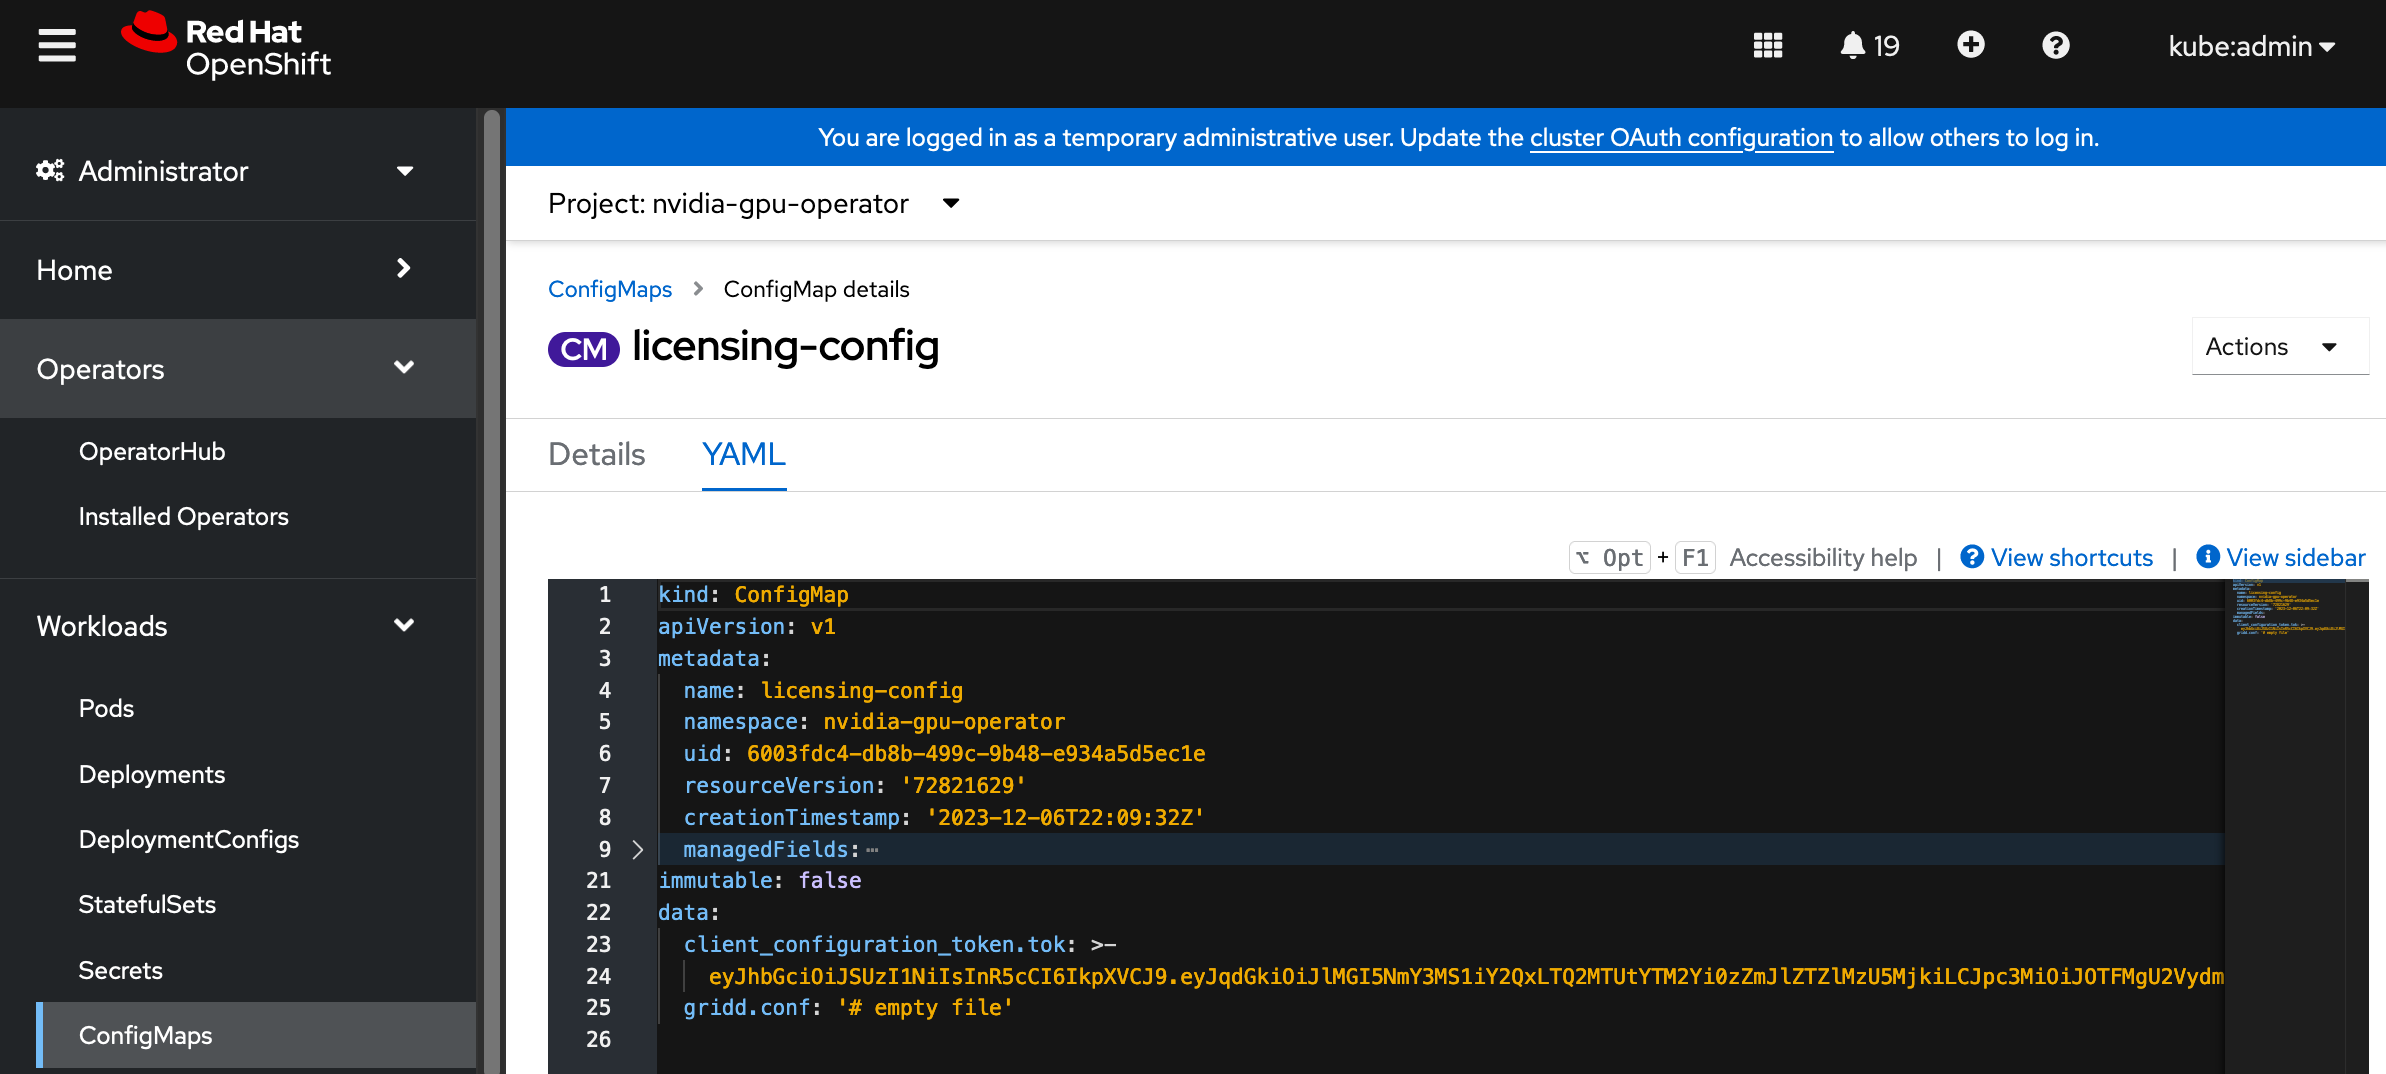 Red Hat
OpenShift
19
kube:admin
Administrator
Home
Operators
OperatorHub
Installed Operators
Workloads
Pods
Deployments
DeploymentConfigs
StatefulSets
Secrets
ConfigMaps
You are logged in as a temporary administrative user. Update the cluster OAuth configuration to allow others to log in.
Project: nvidia-gpu-operator
ConfigMaps > ConfigMap details
CM licensing-config
Actions
Details YAML
⌥ Opt + F1 Accessibility help | View shortcuts | View sidebar
1 kind: ConfigMap
2 apiVersion: v1
3 metadata:
4 name: licensing-config
5 namespace: nvidia-gpu-operator
6 uid: 6003fdc4-db8b-499c-9b48-e934a5d5ec1e
7 resourceVersion: '72821629'
8 creationTimestamp: '2023-12-06T22:09:32Z'
9 managedFields: ⋯
21 immutable: false
22 data:
23 client_configuration_token.tok: >-
24 eyJhbGciOiJSUzI1NiIsInR5cCI6IkpXVCJ9.eyJqdGkiOiJlMGI5NmY3MS1iY2QxLTQ2MTUtYTM2Yi0zZmJlZTZlMzU5MjkiLCJpc3MiOiJOTFMgU2Vydm
25 gridd.conf: '# empty file'
26